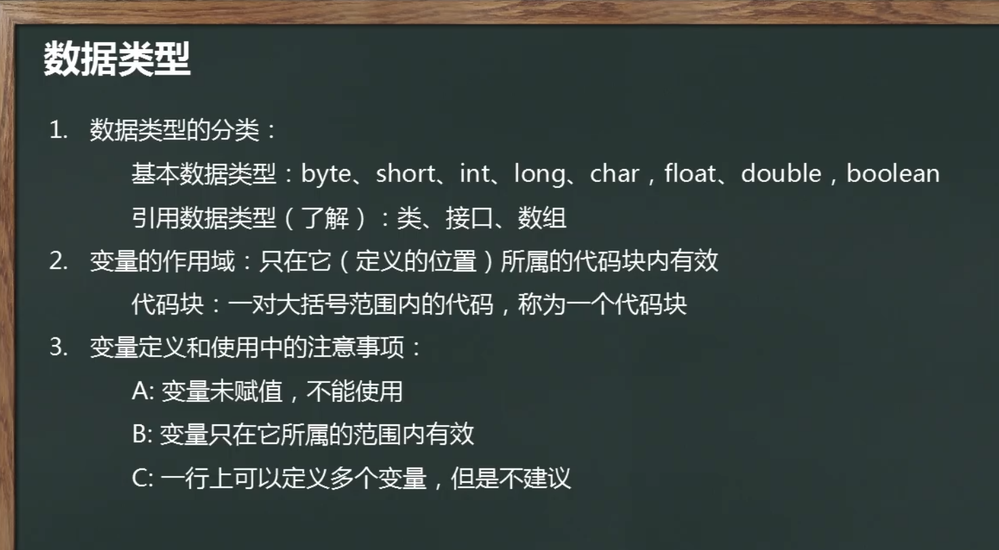 数据类型
1. 数据类型的分类：
基本数据类型：byte、short、int、long、char，float、double，boolean
引用数据类型（了解）：类、接口、数组
2. 变量的作用域：只在它（定义的位置）所属的代码块内有效
代码块：一对大括号范围内的代码，称为一个代码块
3. 变量定义和使用中的注意事项：
A: 变量未赋值，不能使用
B: 变量只在它所属的范围内有效
C: 一行上可以定义多个变量，但是不建议